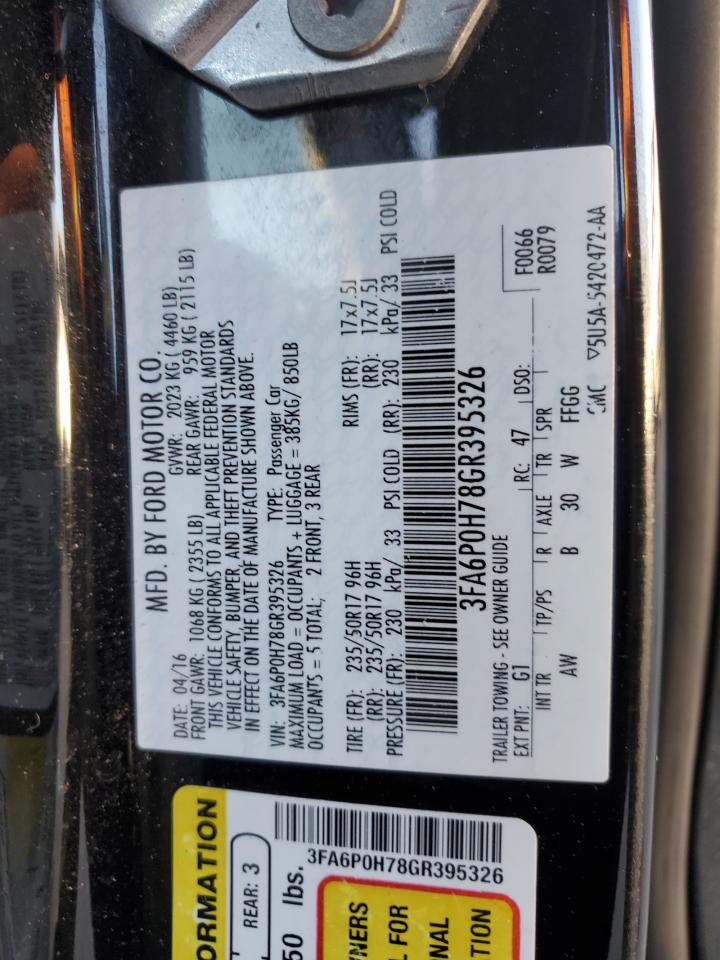 MFD. BY FORD MOTOR CO.
DATE: 04/16 GVWR: 2023 KG ( 4460 LB)
FRONT GAWR: 1068 KG ( 2355 LB) REAR GAWR: 959 KG ( 2115 LB)
THIS VEHICLE CONFORMS TO ALL APPLICABLE FEDERAL MOTOR
VEHICLE SAFETY, BUMPER, AND THEFT PREVENTION STANDARDS
IN EFFECT ON THE DATE OF MANUFACTURE SHOWN ABOVE.
VIN: 3FA6P0H78GR395326 TYPE: Passenger Car
MAXIMUM LOAD = OCCUPANTS + LUGGAGE = 385KG/ 850LB
OCCUPANTS = 5 TOTAL; 2 FRONT, 3 REAR
TIRE (FR): 235/50R17 96H RIMS (FR): 17x7.5J
(RR): 235/50R17 96H (RR): 17x7.5J
PRESSURE (FR): 230 kPa/ 33 PSI COLD (RR): 230 kPa/ 33 PSI COLD
3FA6P0H78GR395326
TRAILER TOWING - SEE OWNER GUIDE F0066
R0079
EXT PNT: G1 RC: 47 DSO:
INT TR TP/PS R AXLE TR SPR
AW B 30 W FFGG
5U5A-5420472-AA
ORMATION
REAR: 3
50 lbs.
3FA6P0H78GR395326
NERS
L FOR
NAL
TION